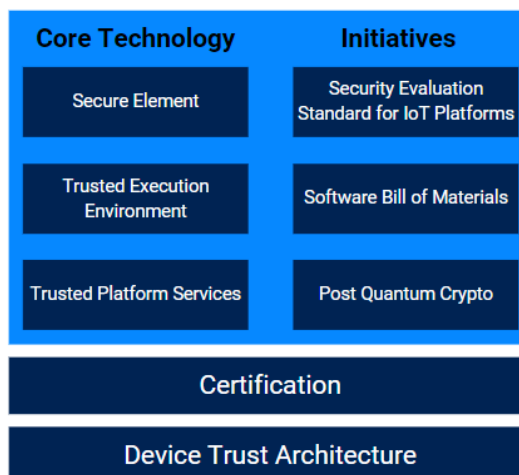 Core Technology
Initiatives
Secure Element
Security Evaluation
Standard for IoT Platforms
Trusted Execution
Environment
Software Bill of Materials
Trusted Platform Services
Post Quantum Crypto
Certification
Device Trust Architecture